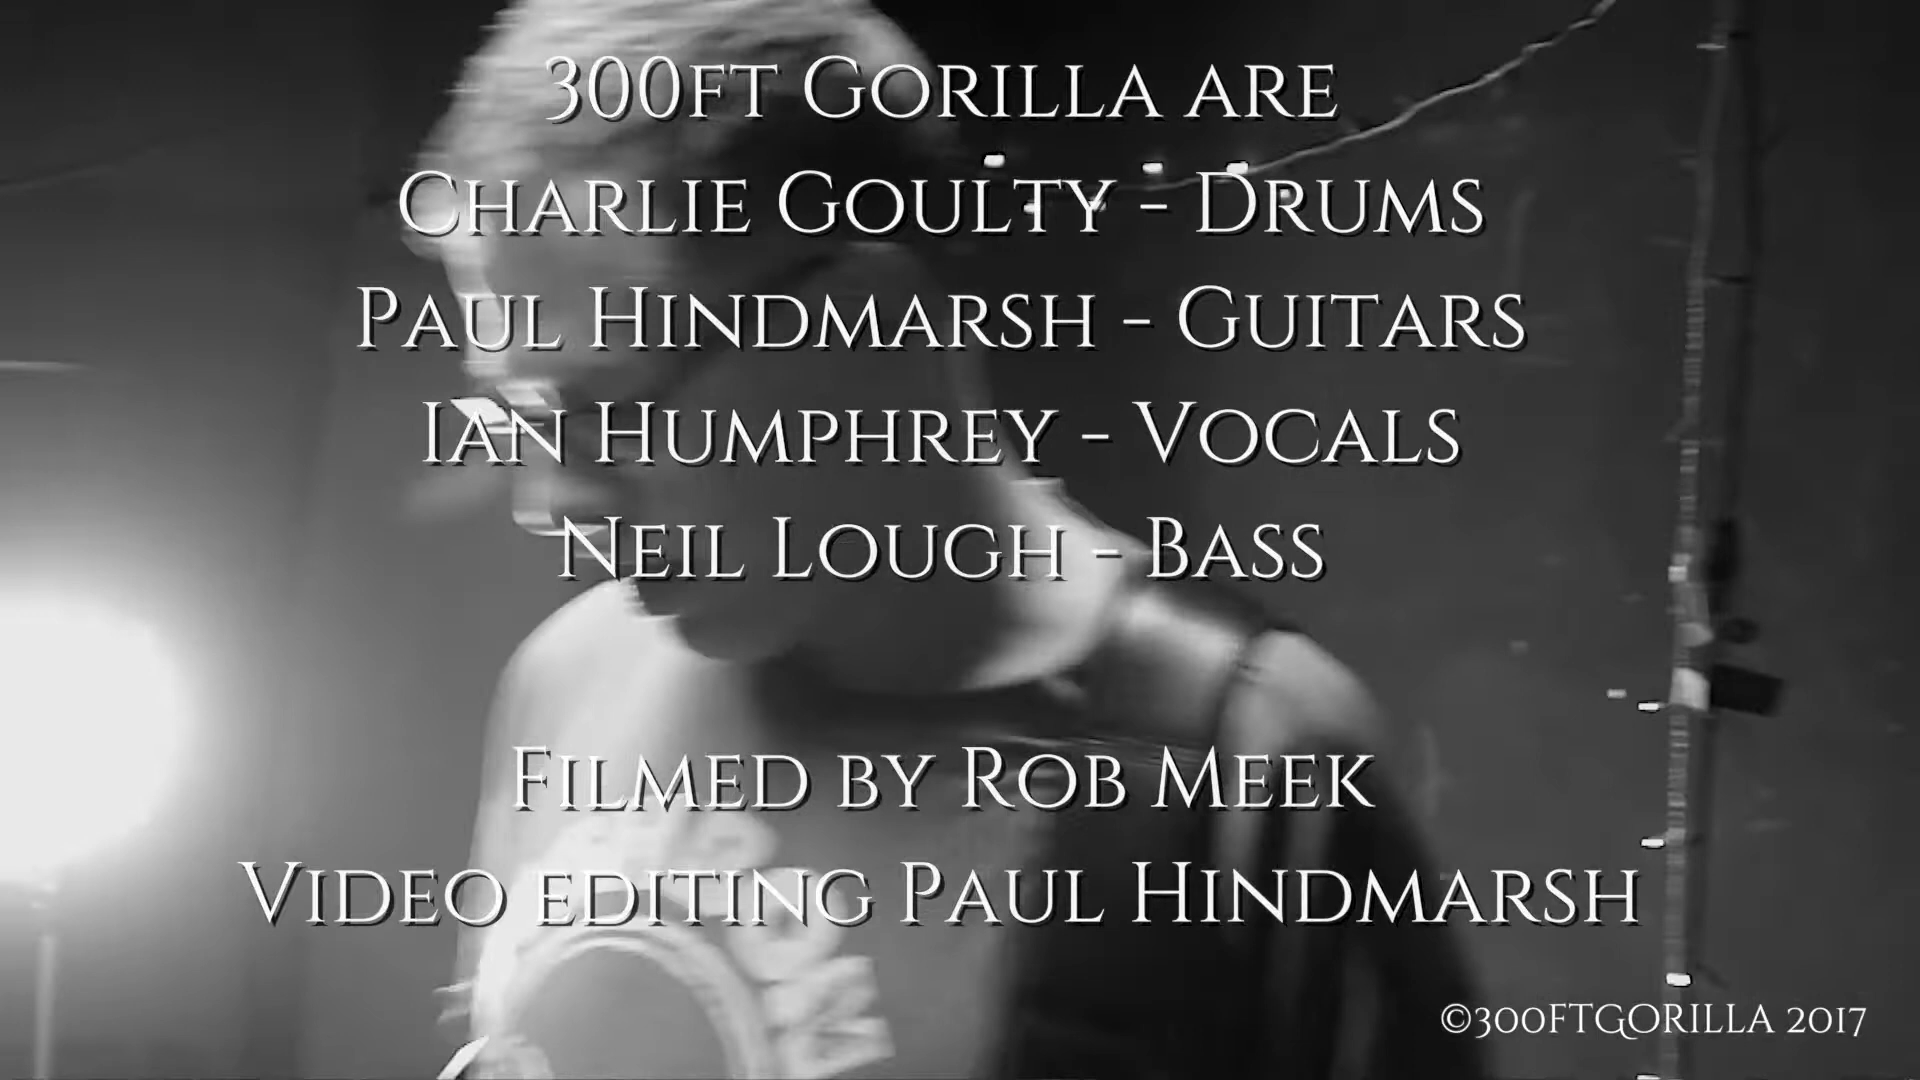 300ft Gorilla are
Charlie Goulty - Drums
Paul Hindmarsh - Guitars
Ian Humphrey - Vocals
Neil Lough - Bass
Filmed by Rob Meek
Video editing Paul Hindmarsh
©300ftGorilla 2017